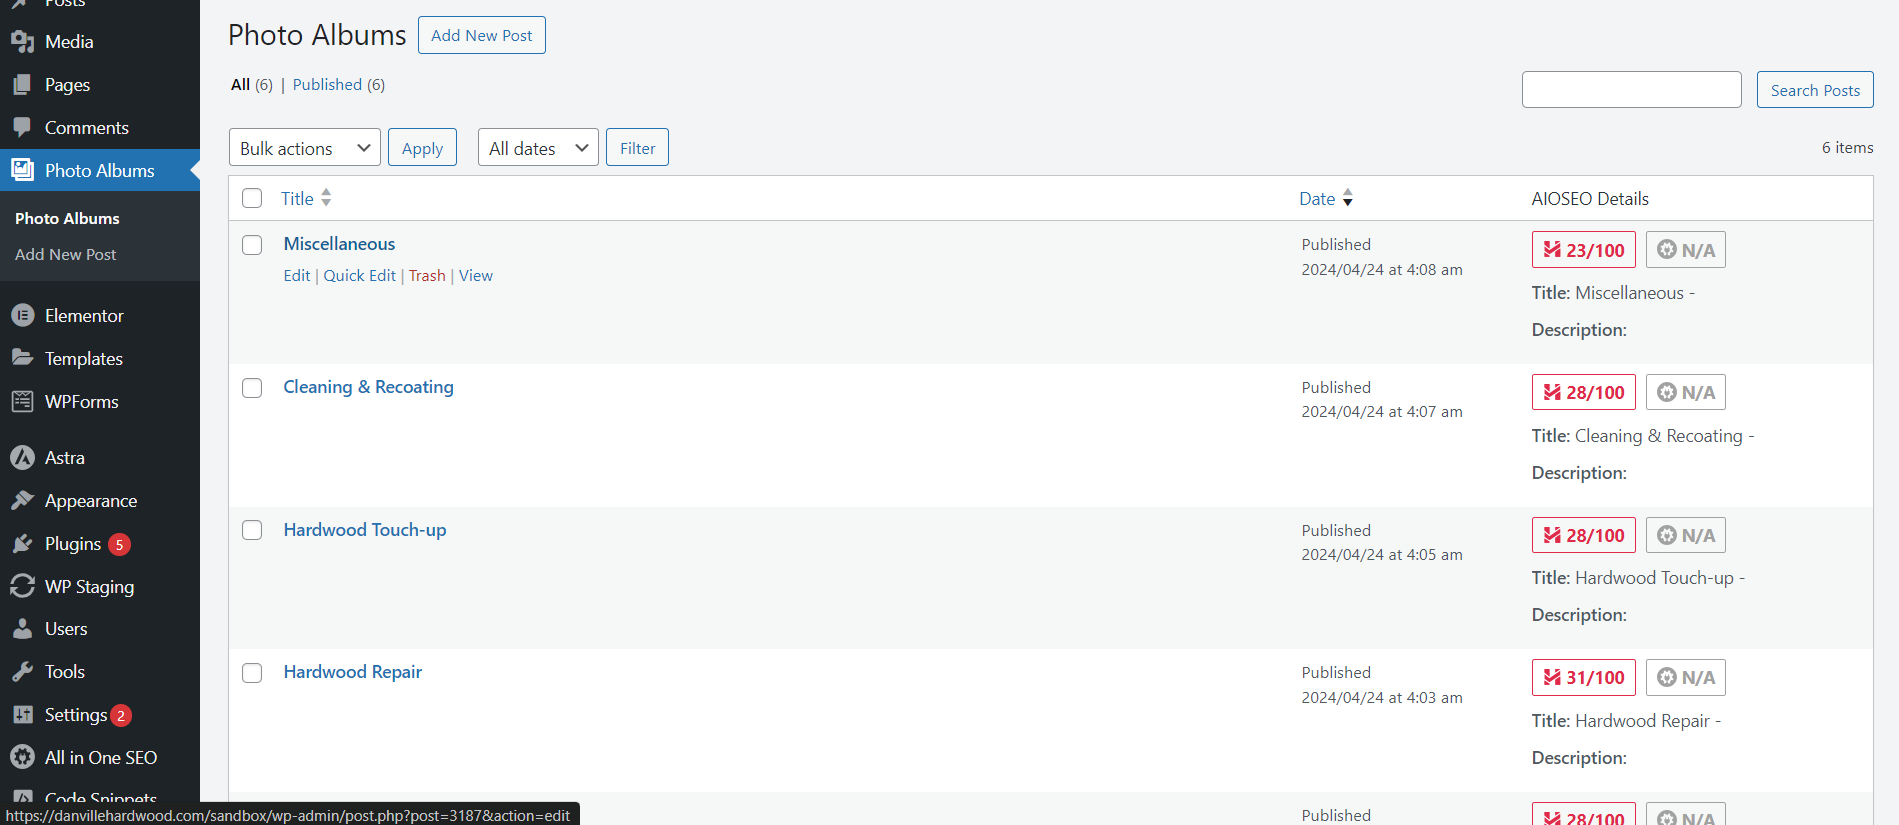 Posts
Media
Pages
Comments
Photo Albums
Photo Albums
Add New Post
Elementor
Templates
WPForms
Astra
Appearance
Plugins 5
WP Staging
Users
Tools
Settings 2
All in One SEO
Code Snippets
Photo Albums Add New Post
All (6) | Published (6)
Search Posts
Bulk actions Apply All dates Filter 6 items
Title Date AIOSEO Details
Miscellaneous
Edit | Quick Edit | Trash | View
Published
2024/04/24 at 4:08 am
23/100 N/A
Title: Miscellaneous -
Description:
Cleaning & Recoating
Published
2024/04/24 at 4:07 am
28/100 N/A
Title: Cleaning & Recoating -
Description:
Hardwood Touch-up
Published
2024/04/24 at 4:05 am
28/100 N/A
Title: Hardwood Touch-up -
Description:
Hardwood Repair
Published
2024/04/24 at 4:03 am
31/100 N/A
Title: Hardwood Repair -
Description:
Published
28/100 N/A
https://danvillehardwood.com/sandbox/wp-admin/post.php?post=3187&action=edit